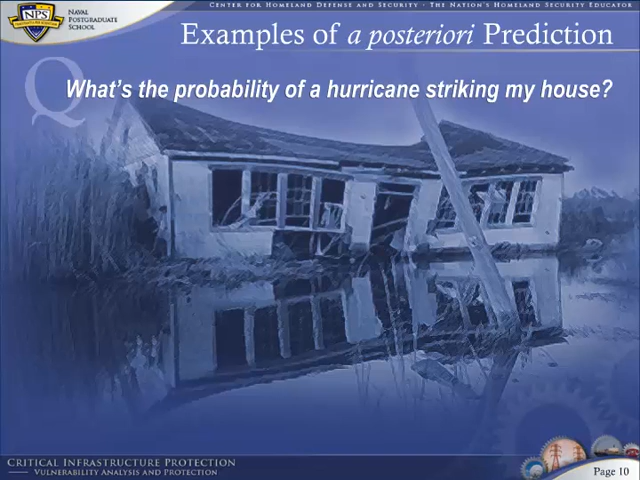 CENTER FOR HOMELAND DEFENSE AND SECURITY · THE NATION'S HOMELAND SECURITY EDUCATOR
NPS
NAVAL
POSTGRADUATE
SCHOOL
Examples of a posteriori Prediction
Q
What's the probability of a hurricane striking my house?
CRITICAL INFRASTRUCTURE PROTECTION
VULNERABILITY ANALYSIS AND PROTECTION
Page 10